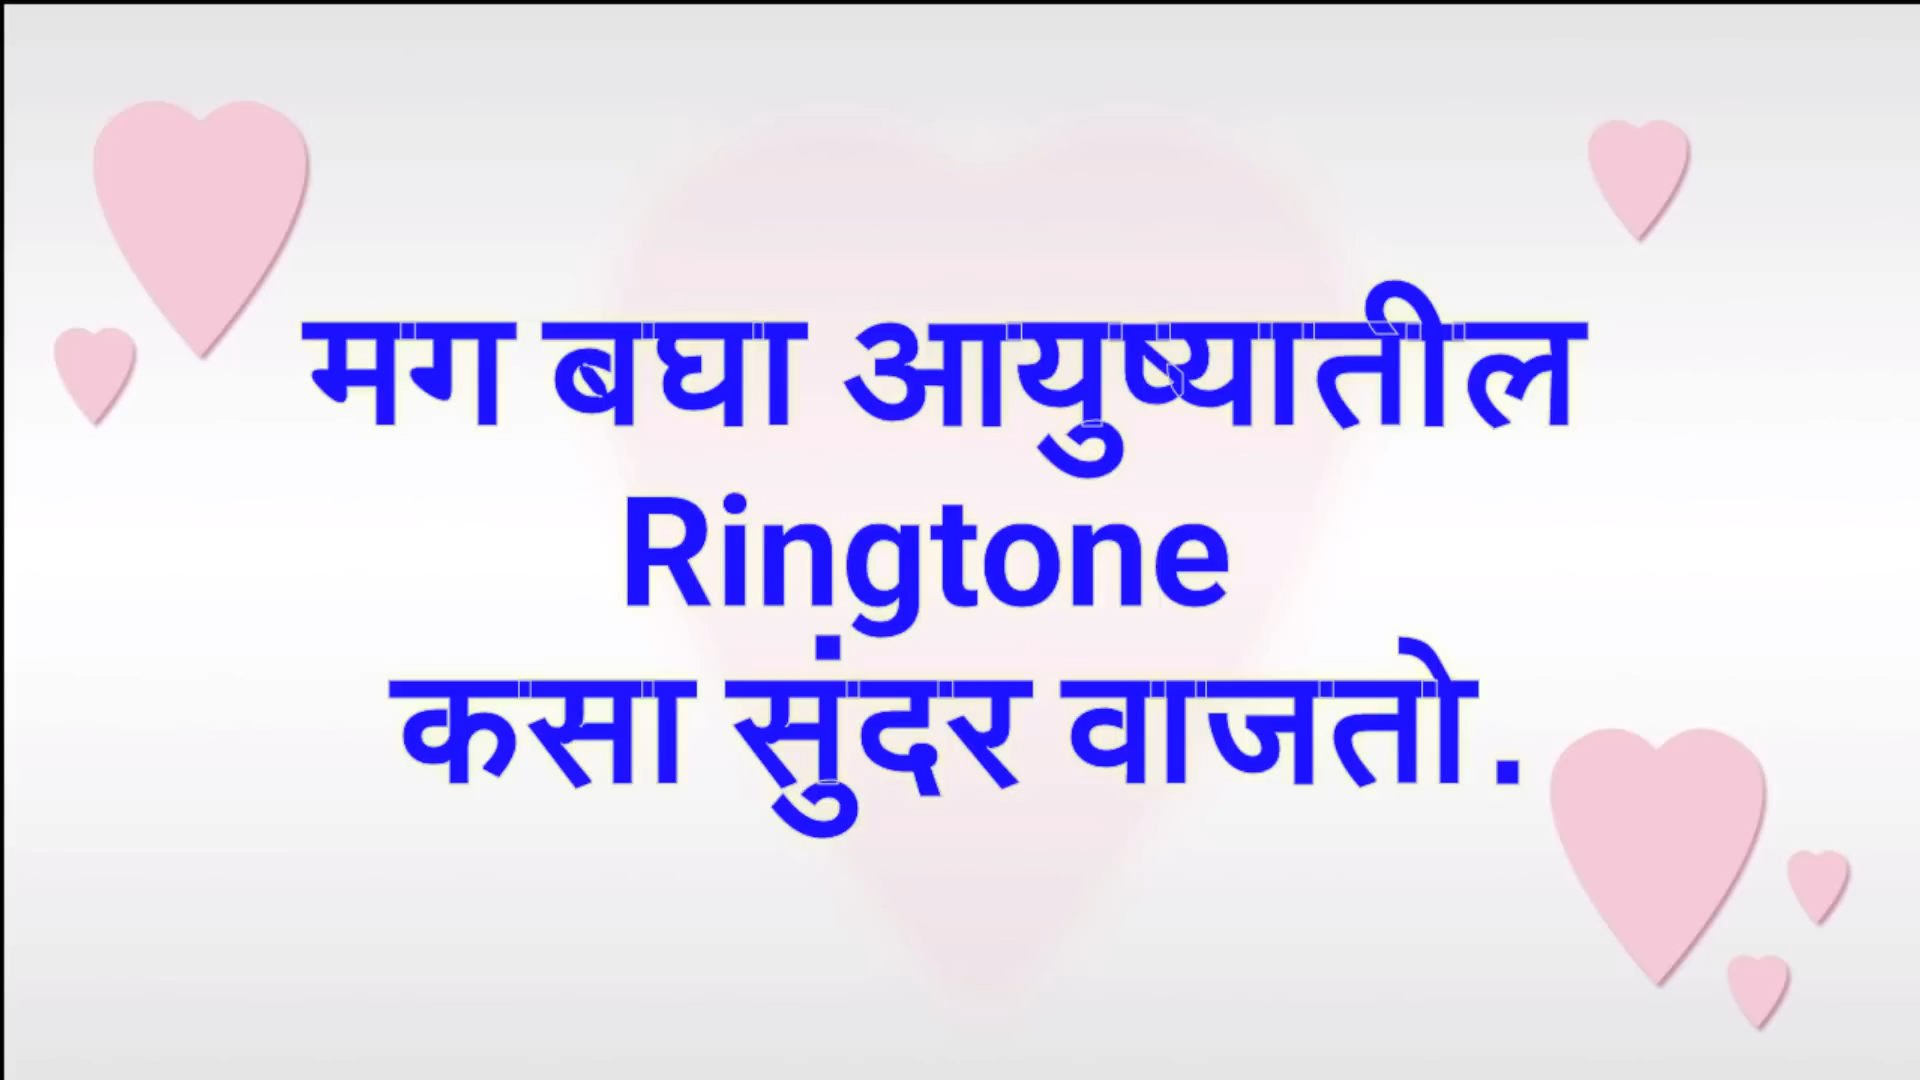 मग बघा आयुष्यातील
Ringtone
कसा सुंदर वाजतो.